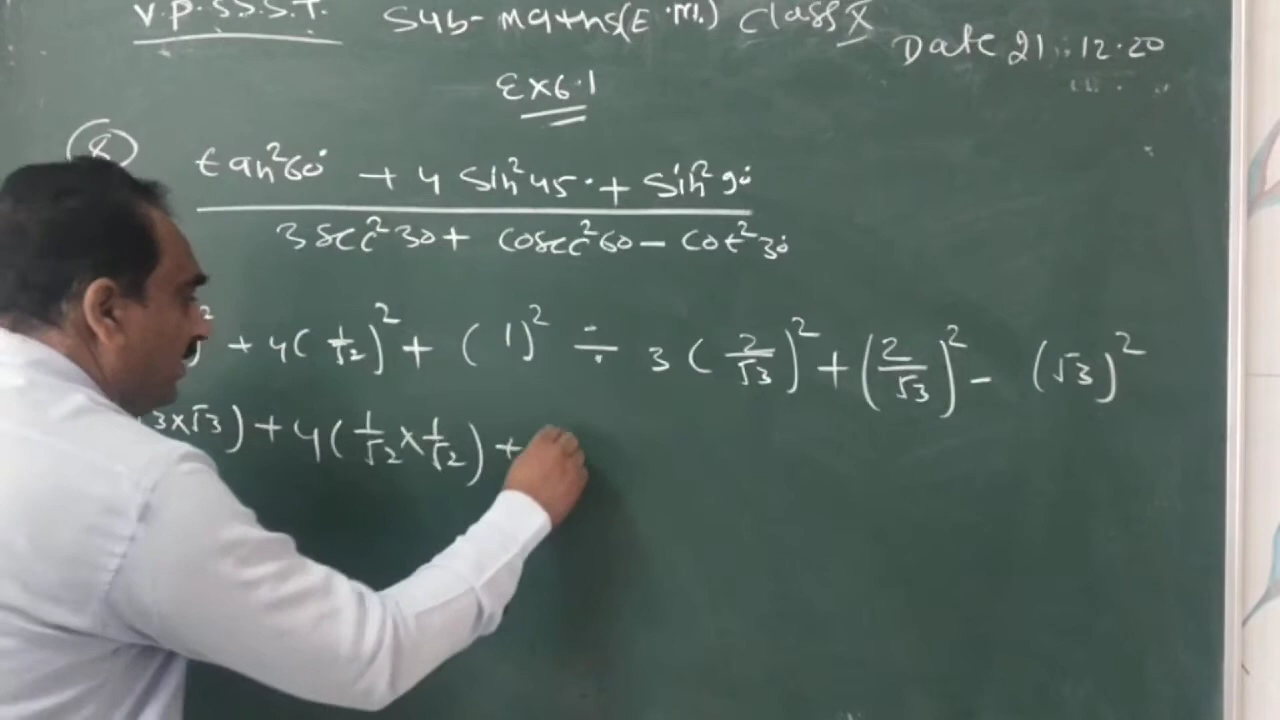 V.P.S.D.S.T. Sub- Maths(E.M.) Class X Date 21.12.20
Ex 6.1
8
tan²60° + 4 sin²45° + sin²90°
3 sec²30 + cosec²60 - cot²30°
)² + 4(1/√2)² + (1)² ÷ 3(2/√3)² + (2/√3)² - (√3)²
3×√3) + 4(1/√2 × 1/√2) +